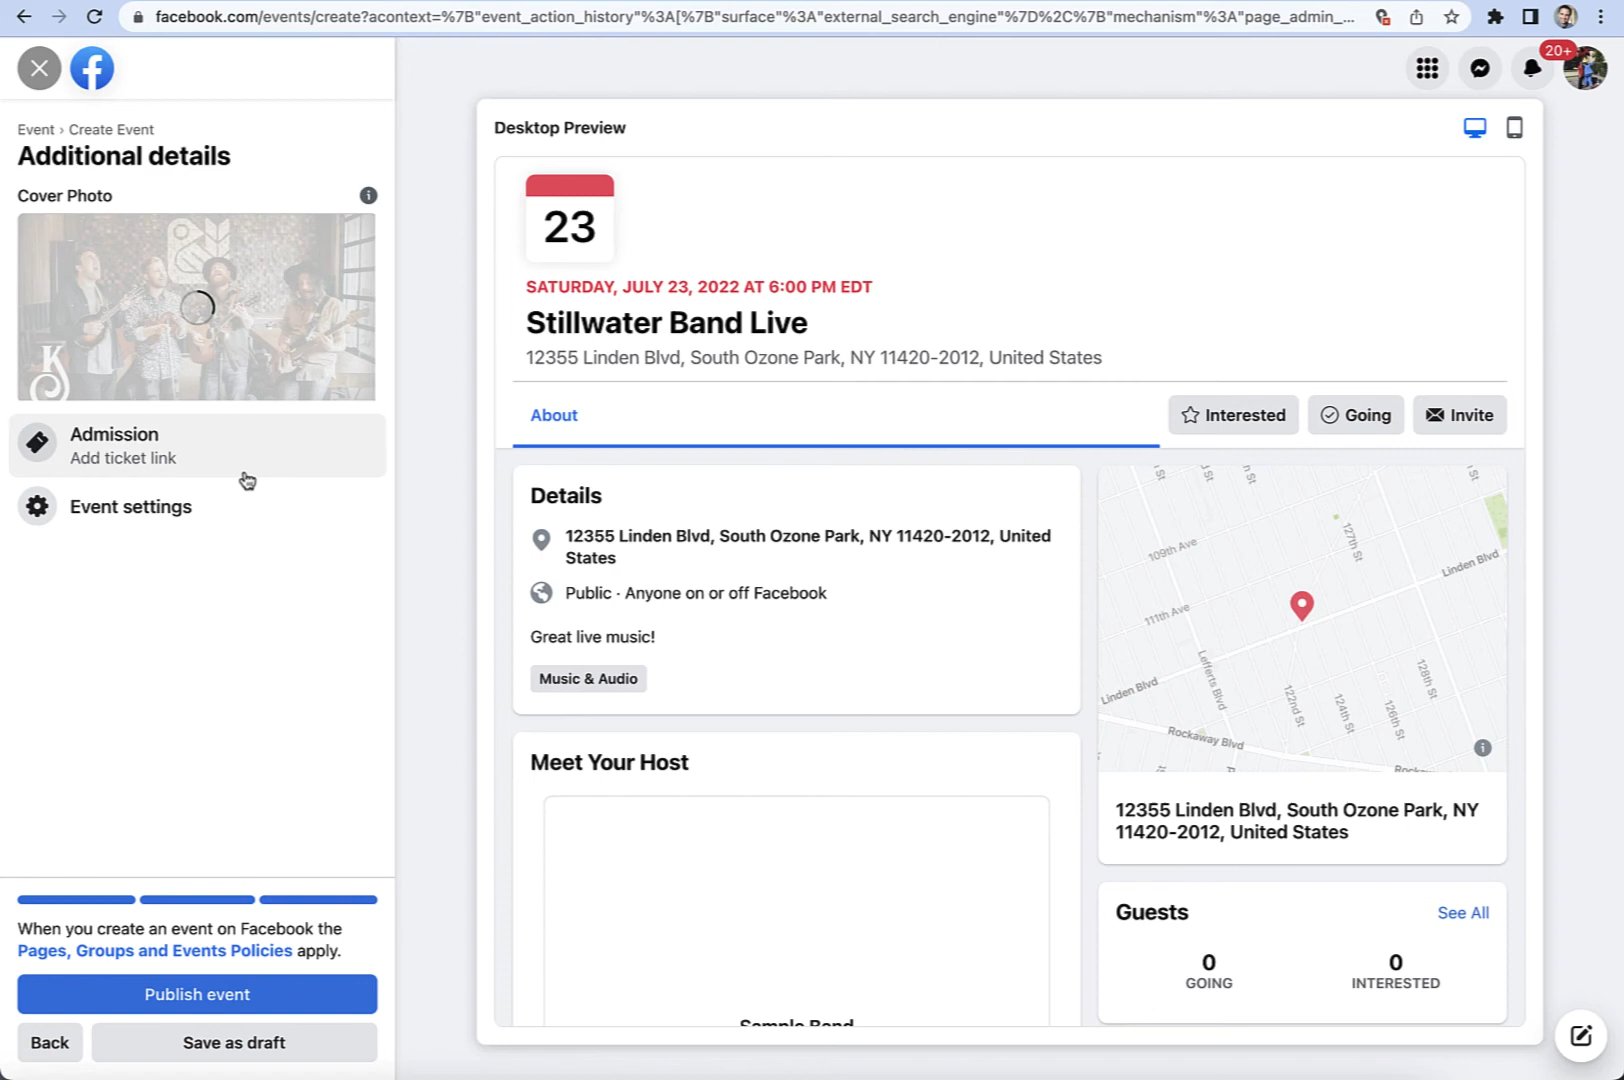 facebook.com/events/create?acontext=%7B"event_action_history"%3A[%7B"surface"%3A"external_search_engine"%7D%2C%7B"mechanism"%3A"page_admin_...
20+
Event › Create Event
Additional details
Cover Photo
K
Admission
Add ticket link
Event settings
When you create an event on Facebook the
Pages, Groups and Events Policies apply.
Publish event
Back
Save as draft
Desktop Preview
23
SATURDAY, JULY 23, 2022 AT 6:00 PM EDT
Stillwater Band Live
12355 Linden Blvd, South Ozone Park, NY 11420-2012, United States
About
Interested
Going
Invite
Details
12355 Linden Blvd, South Ozone Park, NY 11420-2012, United
States
Public · Anyone on or off Facebook
Great live music!
Music & Audio
Meet Your Host
Sample Band
109th Ave
127th St
Linden Blvd
111th Ave
Lefferts Blvd
128th St
Linden Blvd
122nd St
124th St
126th St
Rockaway Blvd
12355 Linden Blvd, South Ozone Park, NY
11420-2012, United States
Guests
See All
0
GOING
0
INTERESTED